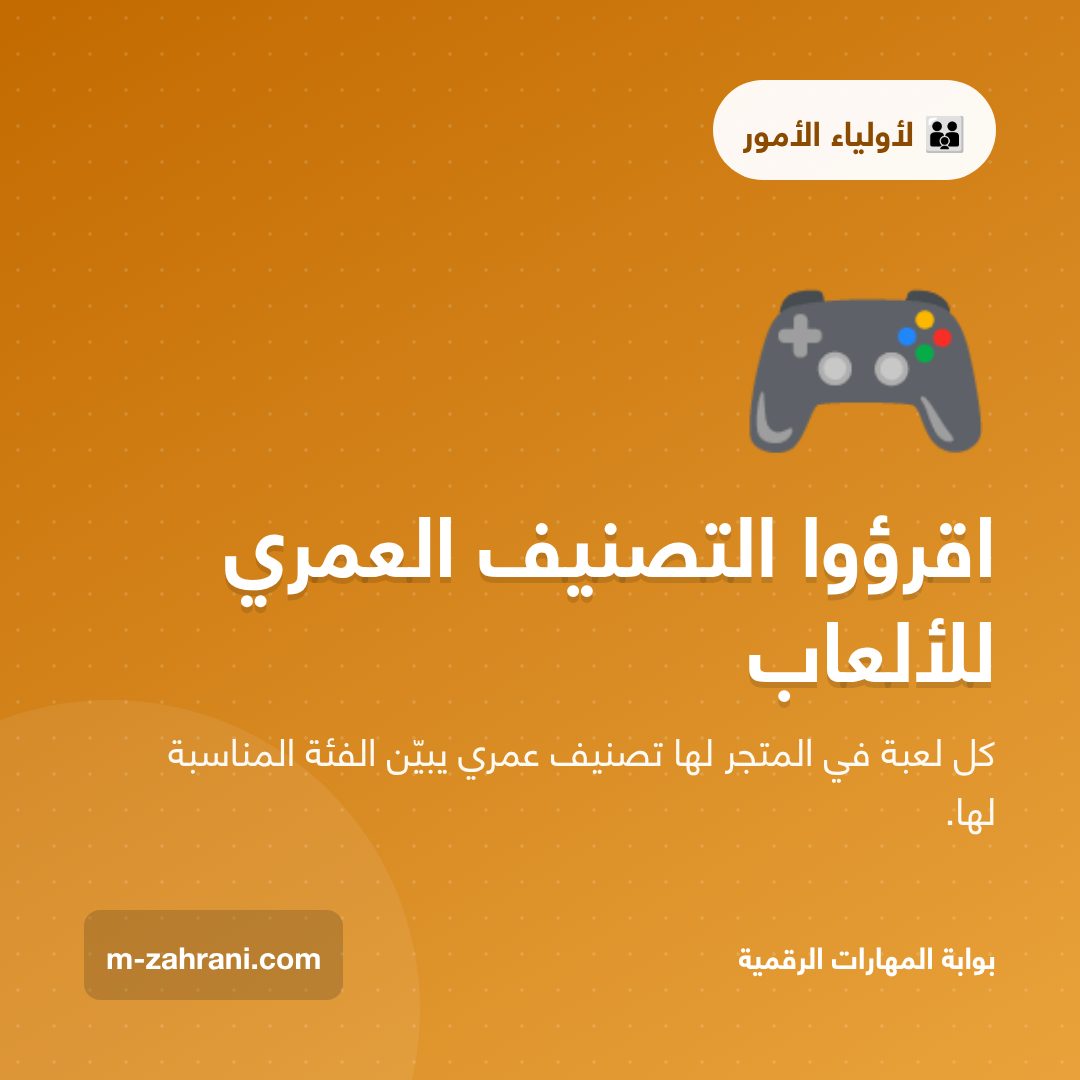 لأولياء الأمور
اقرؤوا التصنيف العمري
للألعاب
كل لعبة في المتجر لها تصنيف عمري يبيّن الفئة المناسبة
لها.
بوابة المهارات الرقمية
m-zahrani.com